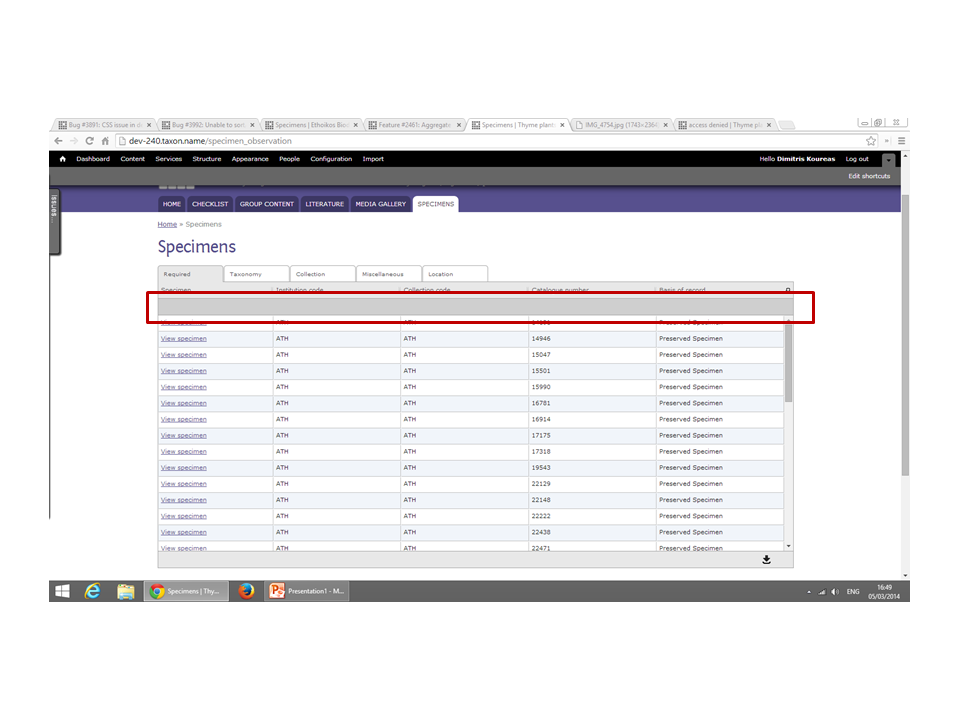 Bug #3891: CSS issue in d
Bug #3992: Unable to sort
Specimens | Ethoikos Bio
Feature #2461: Aggregate
Specimens | Thyme plant
IMG_4754.jpg (1743×2364
access denied | Thyme pl
dev-240.taxon.name/specimen_observation
Dashboard Content Services Structure Appearance People Configuration Import
Hello Dimitris Koureas Log out
Edit shortcuts
Issues ...
HOME CHECKLIST GROUP CONTENT LITERATURE MEDIA GALLERY SPECIMENS
Home > Specimens
Specimens
Required Taxonomy Collection Miscellaneous Location
Specimen Institution code Collection code Catalogue number Basis of record
View specimen ATH ATH Preserved Specimen
View specimen ATH ATH 14946 Preserved Specimen
View specimen ATH ATH 15047 Preserved Specimen
View specimen ATH ATH 15501 Preserved Specimen
View specimen ATH ATH 15990 Preserved Specimen
View specimen ATH ATH 16781 Preserved Specimen
View specimen ATH ATH 16914 Preserved Specimen
View specimen ATH ATH 17175 Preserved Specimen
View specimen ATH ATH 17318 Preserved Specimen
View specimen ATH ATH 19543 Preserved Specimen
View specimen ATH ATH 22129 Preserved Specimen
View specimen ATH ATH 22148 Preserved Specimen
View specimen ATH ATH 22222 Preserved Specimen
View specimen ATH ATH 22438 Preserved Specimen
View specimen ATH ATH 22471 Preserved Specimen
Specimens | Thy...
Presentation1 - M...
ENG
16:49
05/03/2014